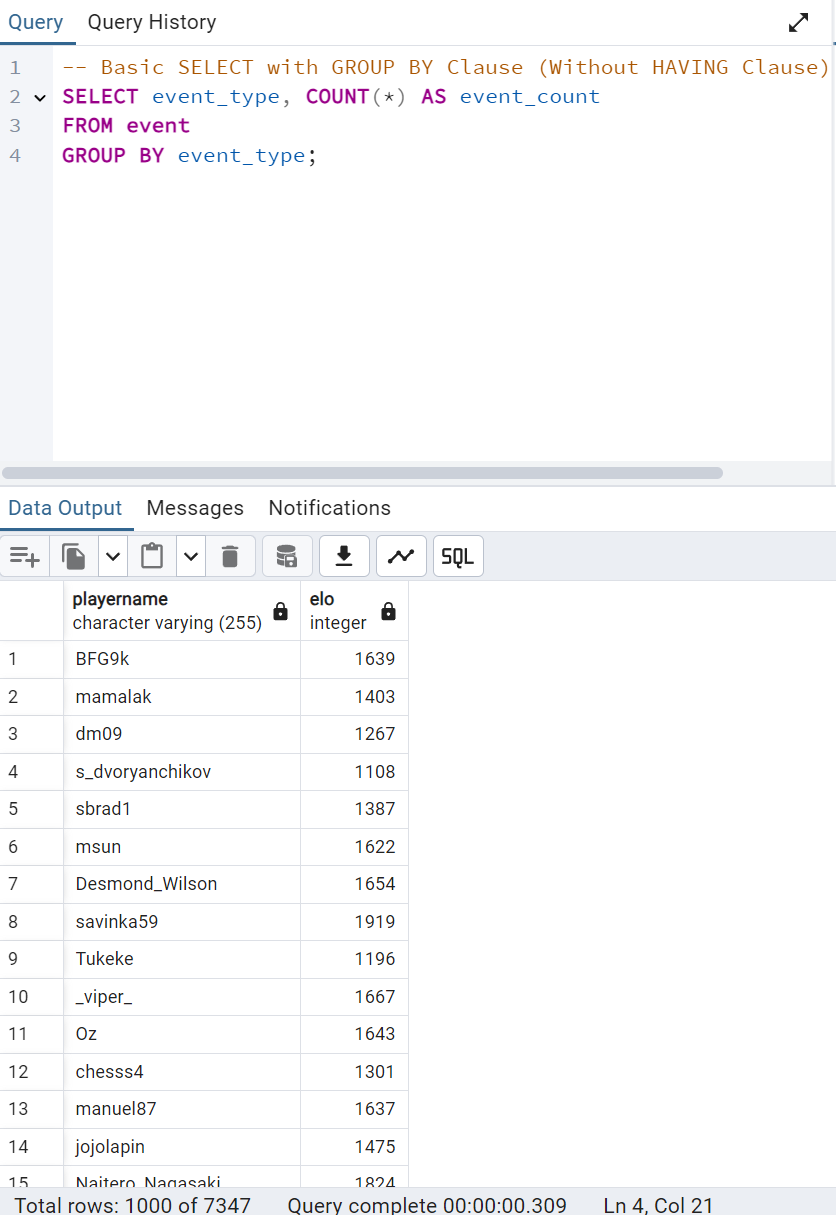 Query Query History
1 -- Basic SELECT with GROUP BY Clause (Without HAVING Clause)
2 SELECT event_type, COUNT(*) AS event_count
3 FROM event
4 GROUP BY event_type;
Data Output Messages Notifications
SQL
playername elo
character varying (255) integer
1 BFG9k 1639
2 mamalak 1403
3 dm09 1267
4 s_dvoryanchikov 1108
5 sbrad1 1387
6 msun 1622
7 Desmond_Wilson 1654
8 savinka59 1919
9 Tukeke 1196
10 _viper_ 1667
11 Oz 1643
12 chesss4 1301
13 manuel87 1637
14 jojolapin 1475
15 Naitero_Nagasaki 1824
Total rows: 1000 of 7347 Query complete 00:00:00.309 Ln 4, Col 21